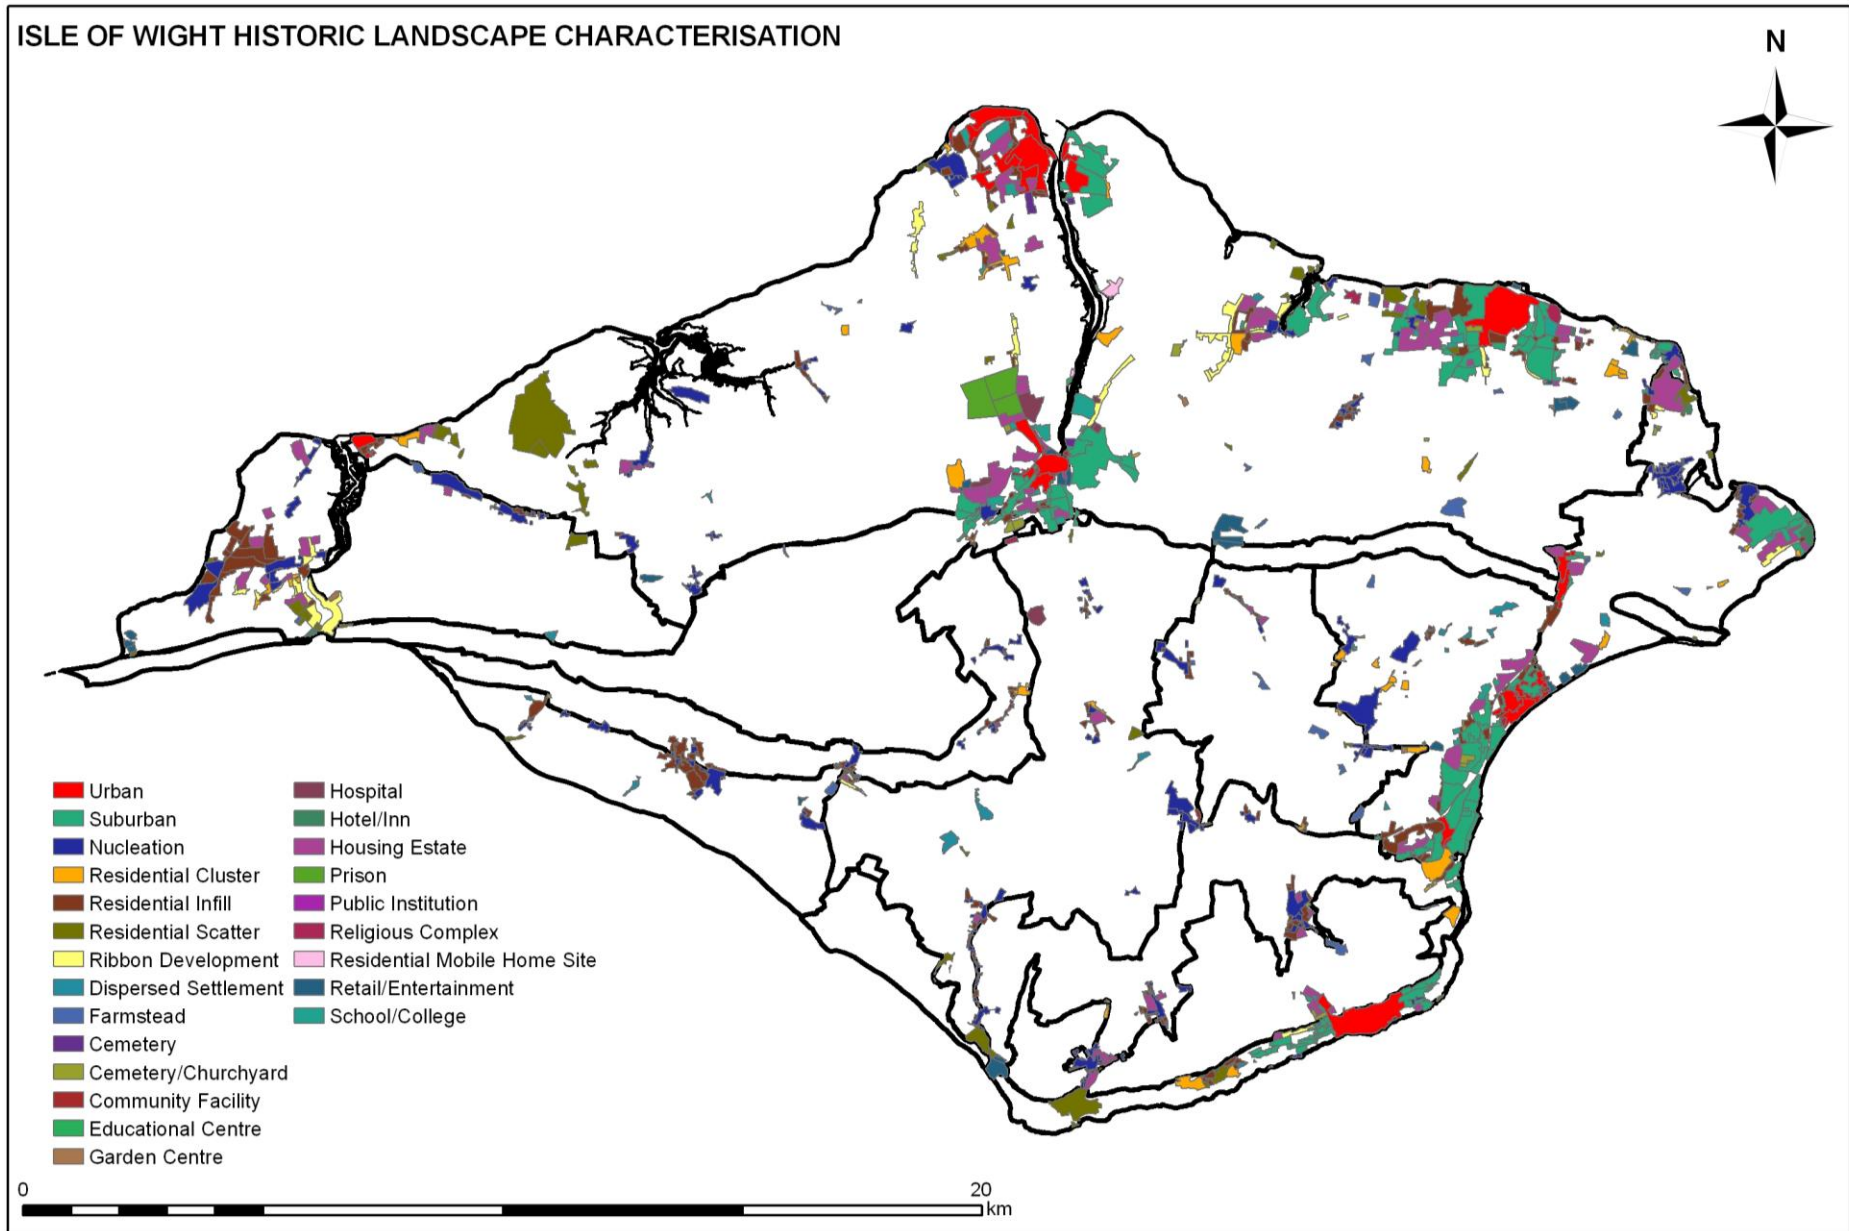 ISLE OF WIGHT HISTORIC LANDSCAPE CHARACTERISATION
N
Urban
Suburban
Nucleation
Residential Cluster
Residential Infill
Residential Scatter
Ribbon Development
Dispersed Settlement
Farmstead
Cemetery
Cemetery/Churchyard
Community Facility
Educational Centre
Garden Centre
Hospital
Hotel/Inn
Housing Estate
Prison
Public Institution
Religious Complex
Residential Mobile Home Site
Retail/Entertainment
School/College
0 20
km